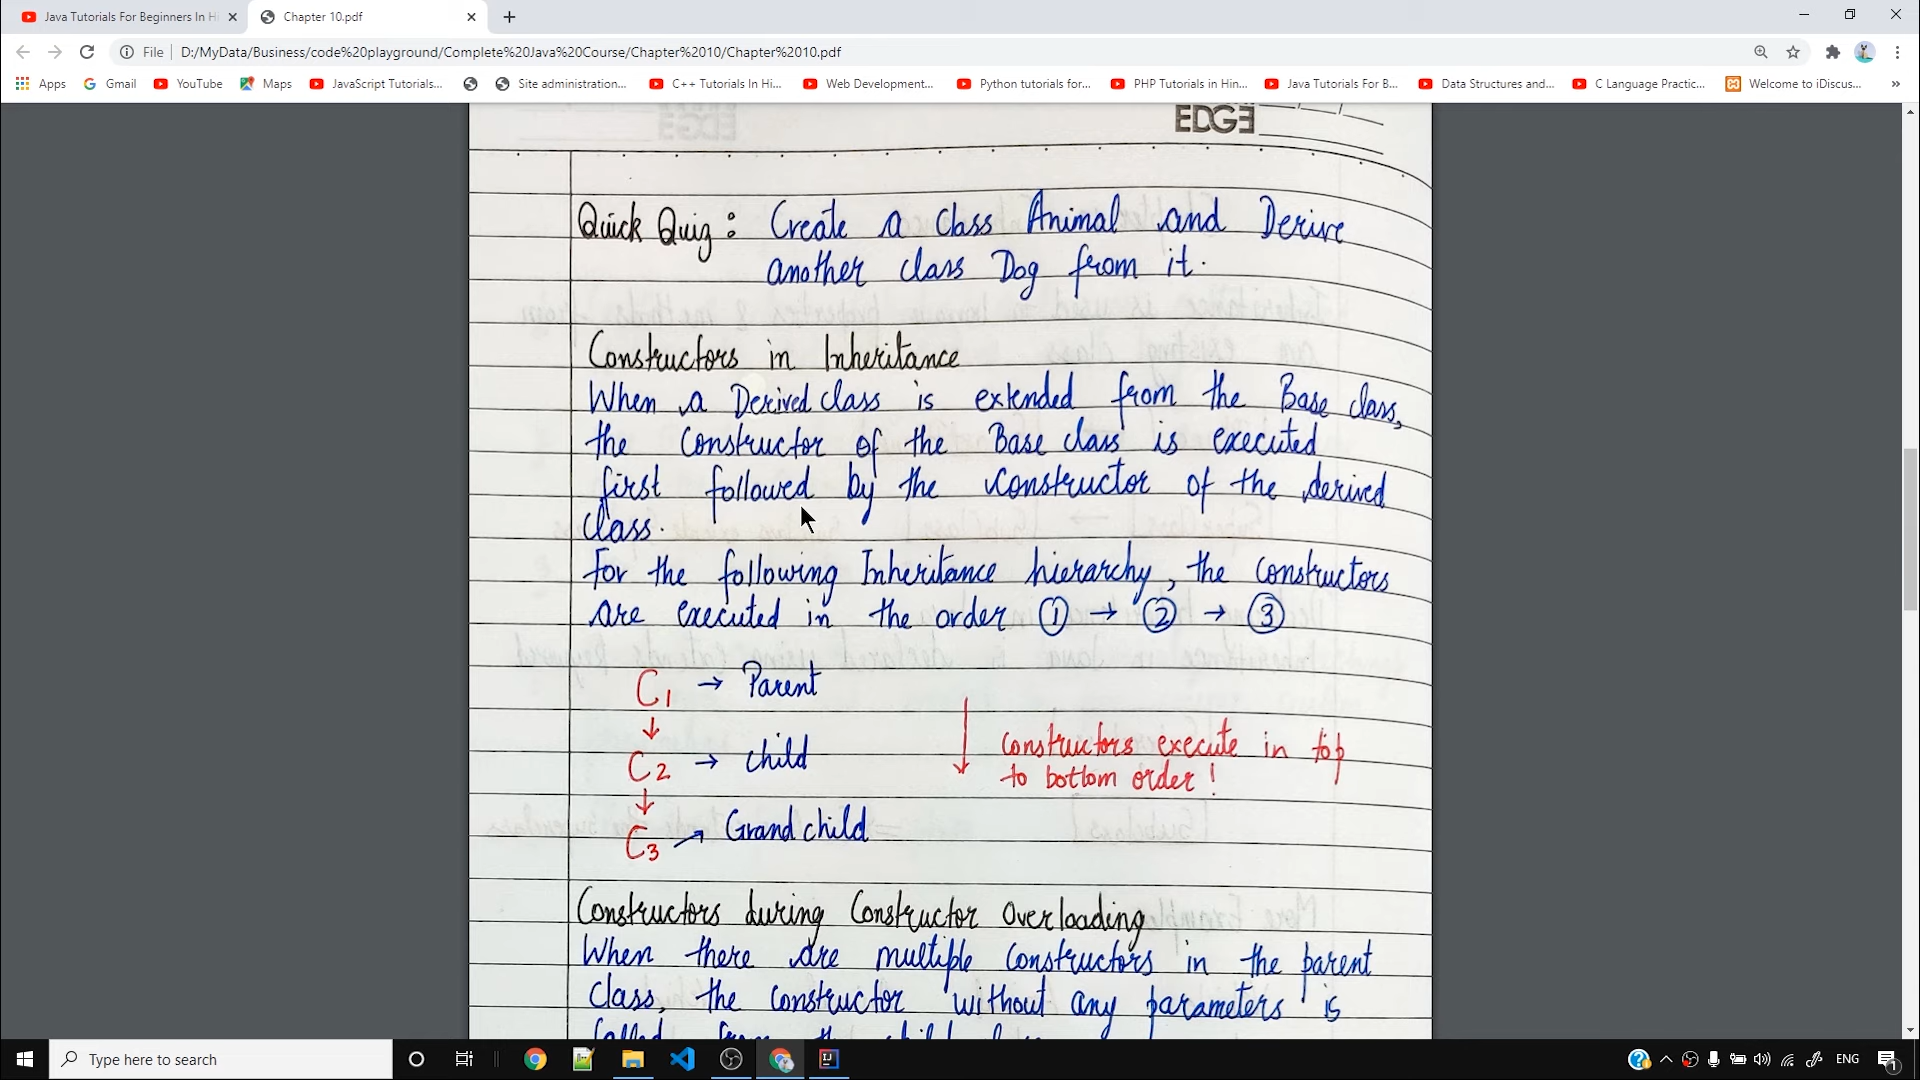 Java Tutorials For Beginners In Hi
Chapter 10.pdf
File
D:/MyData/Business/code%20playground/Complete%20Java%20Course/Chapter%2010/Chapter%2010.pdf
Apps
Gmail
YouTube
Maps
JavaScript Tutorials...
Site administration...
C++ Tutorials In Hi...
Web Development...
Python tutorials for...
PHP Tutorials in Hin...
Java Tutorials For B...
Data Structures and...
C Language Practic...
Welcome to iDiscus...
EDGE
Quick Quiz : Create a Class Animal and Derive
another class Dog from it.
Constructors in Inheritance
When a Derived class is extended from the Base class,
the constructor of the Base class is executed
first followed by the constructor of the derived
class.
For the following Inheritance hierarchy, the constructors
are executed in the order ① → ② → ③
C1 → Parent
↓
C2 → child
↓
C3 → Grandchild
Constructors execute in top
to bottom order!
Constructors during Constructor Overloading
When there are multiple constructors in the parent
class, the constructor without any parameters is
Type here to search
ENG